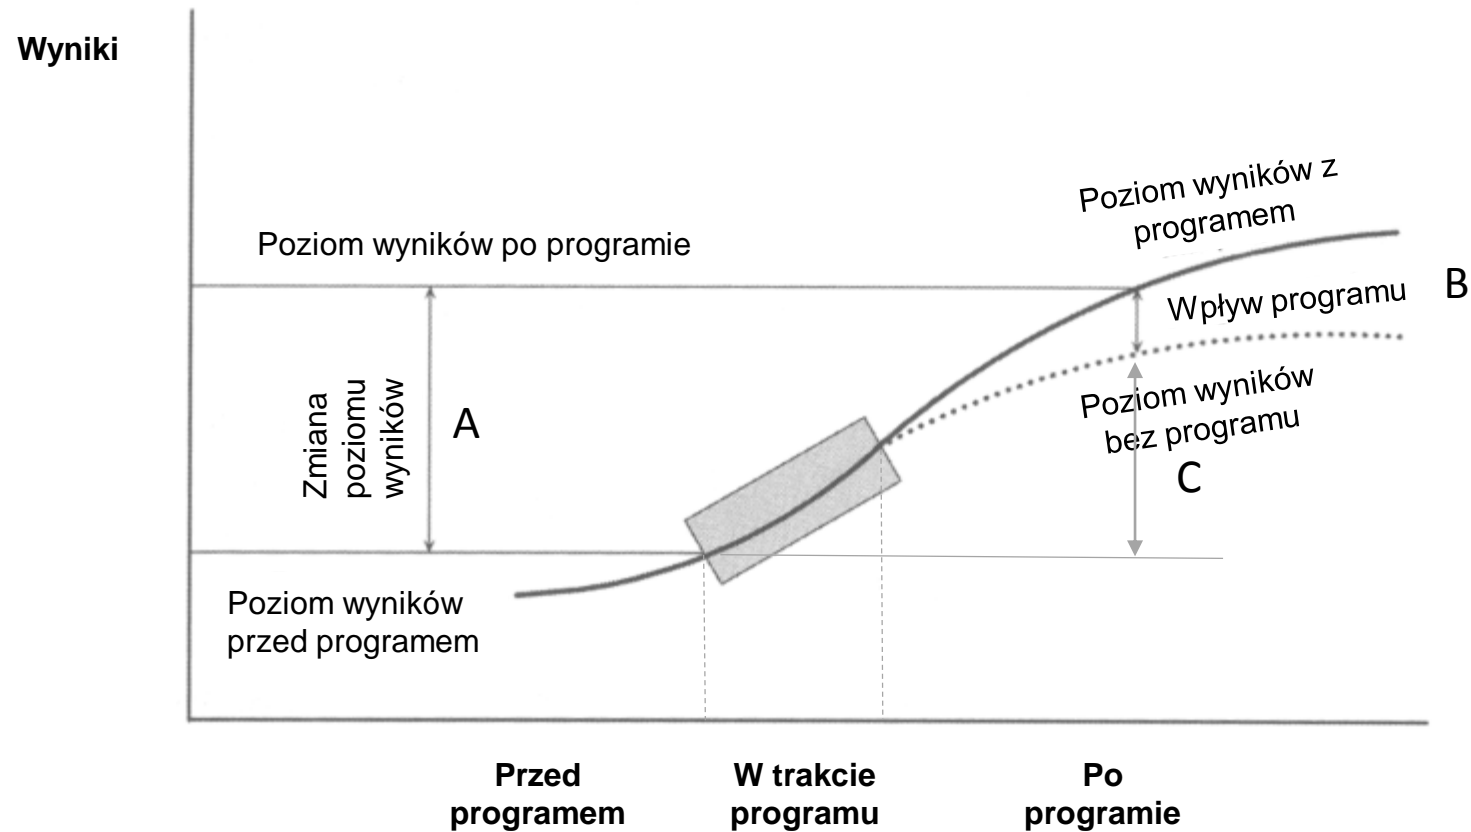 Wyniki
Poziom wyników z
programem
Poziom wyników po programie
Wpływ programu
B
Zmiana
poziomu
wyników
A
Poziom wyników
bez programu
C
Poziom wyników
przed programem
Przed
programem
W trakcie
programu
Po
programie